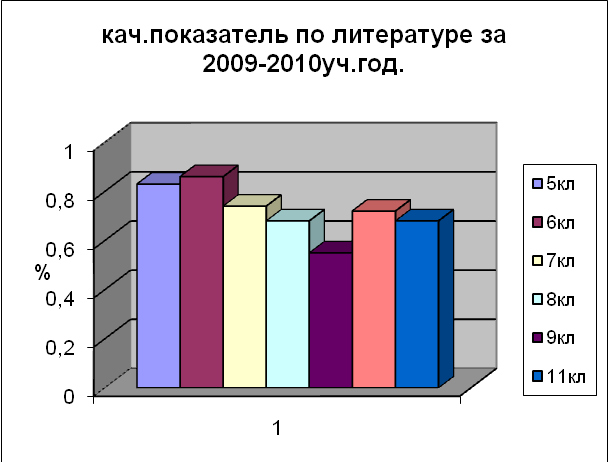 кач.показатель по литературе за
2009-2010уч.год.
1
0,8
0,6
%
0,4
0,2
0
1
5кл
6кл
7кл
8кл
9кл
11кл